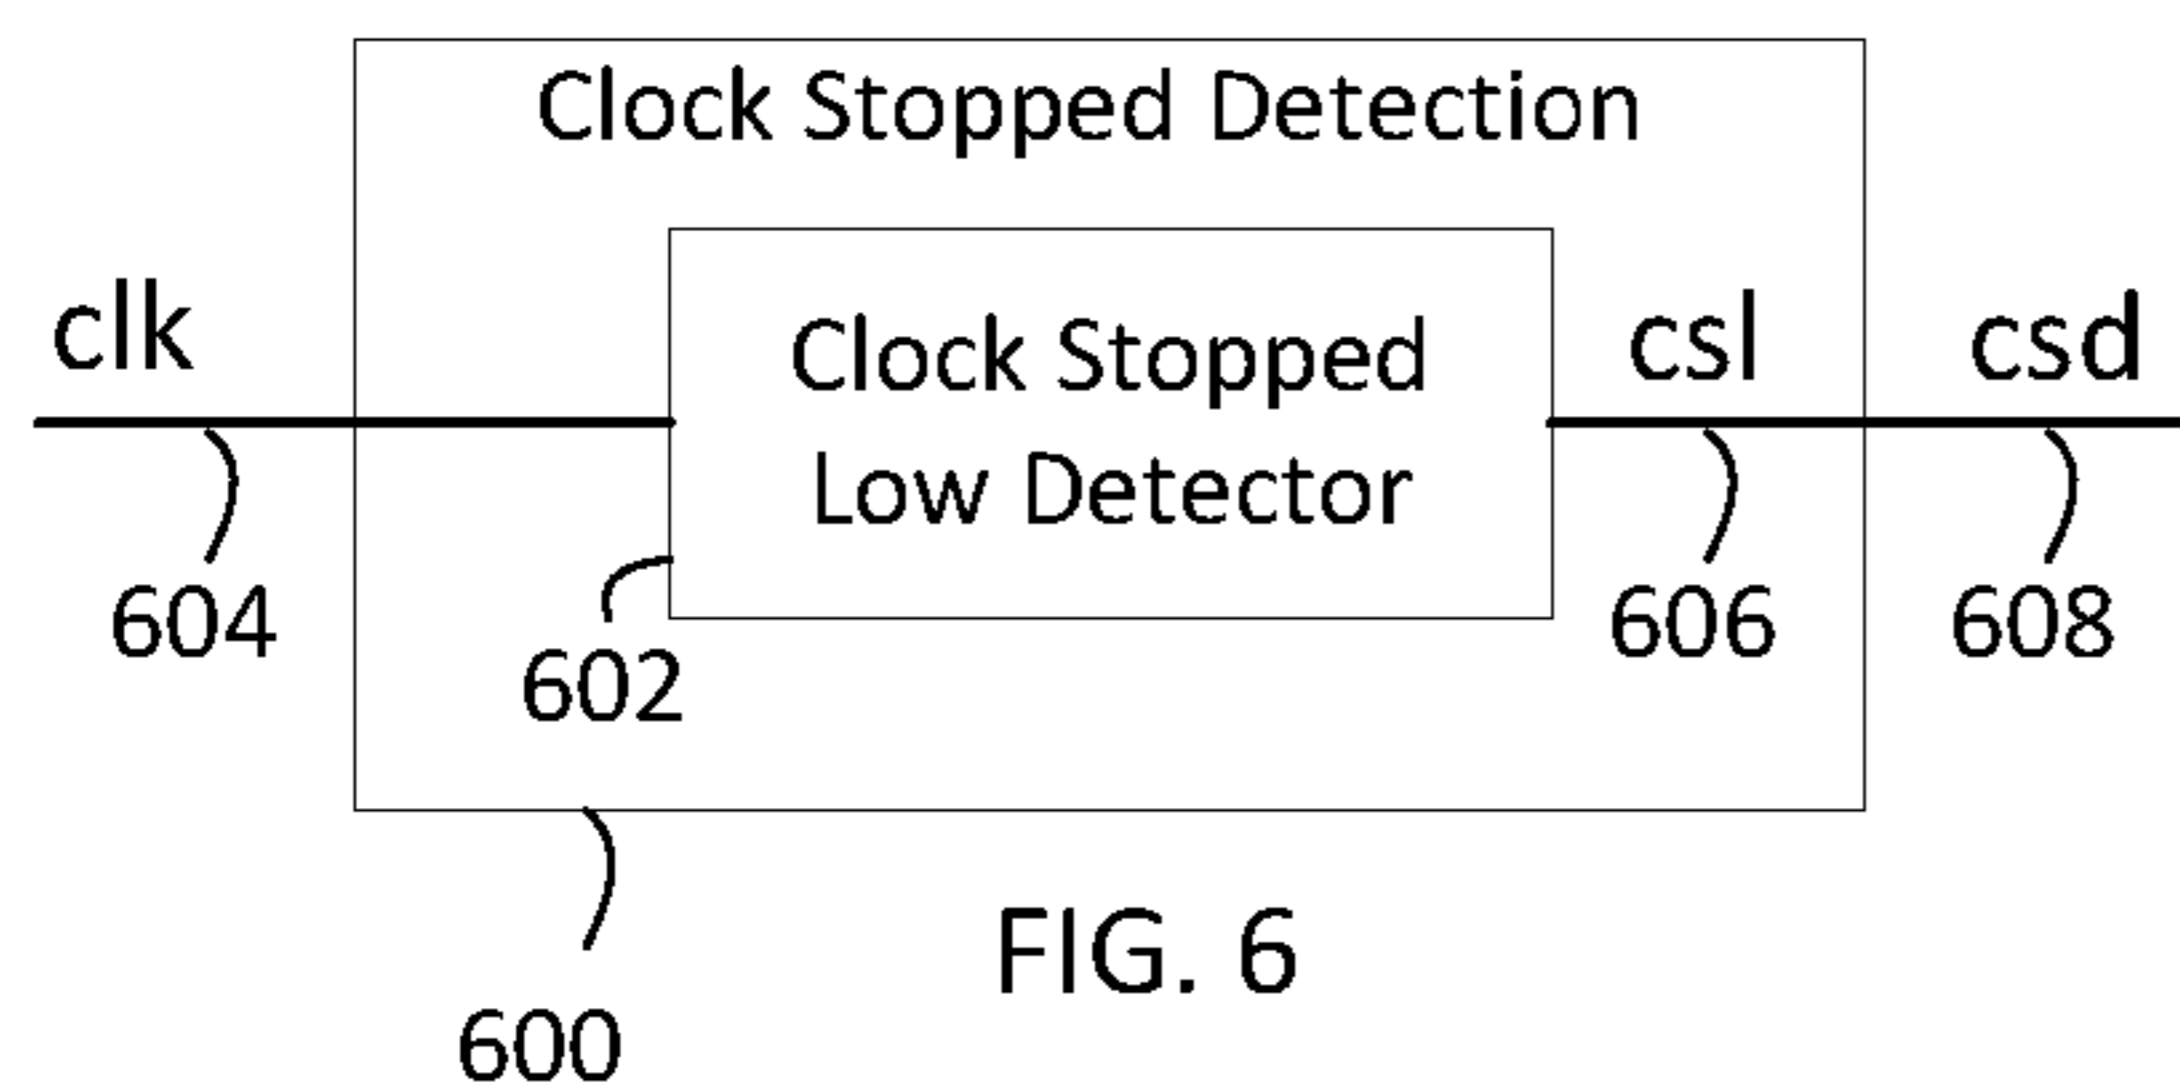 Clock Stopped Detection
clk
Clock Stopped
Low Detector
csl
csd
604
602
606
608
600
FIG. 6